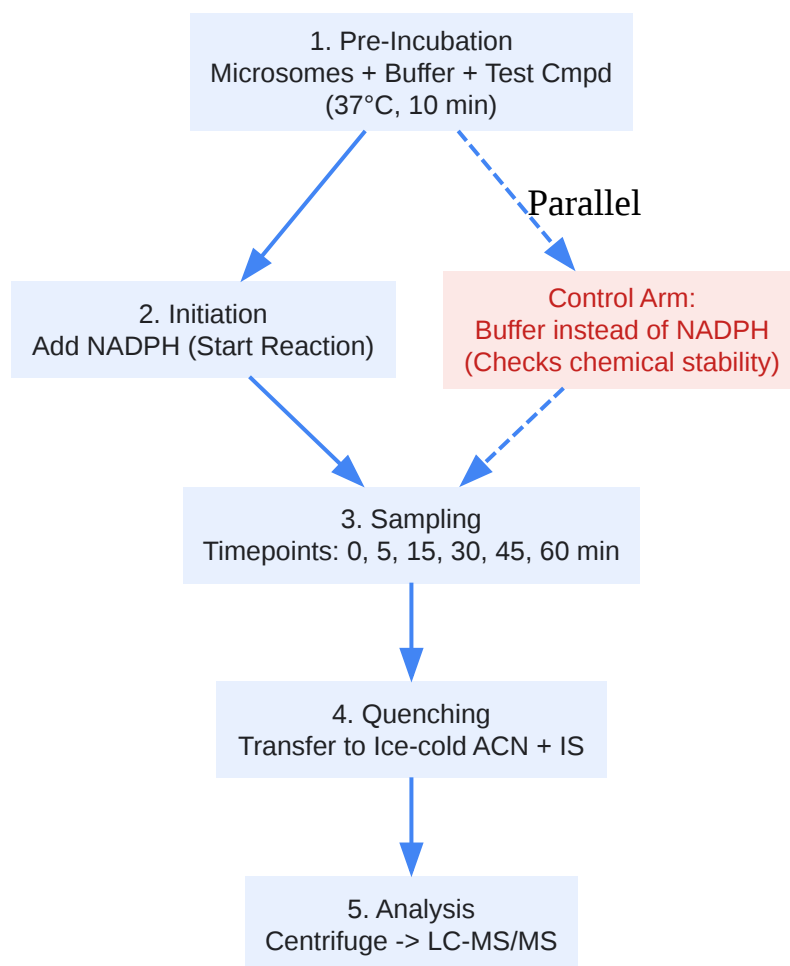 1. Pre-Incubation
Microsomes + Buffer + Test Cmpd
(37°C, 10 min)
Parallel
2. Initiation
Add NADPH (Start Reaction)
Control Arm:
Buffer instead of NADPH
(Checks chemical stability)
3. Sampling
Timepoints: 0, 5, 15, 30, 45, 60 min
4. Quenching
Transfer to Ice-cold ACN + IS
5. Analysis
Centrifuge -> LC-MS/MS